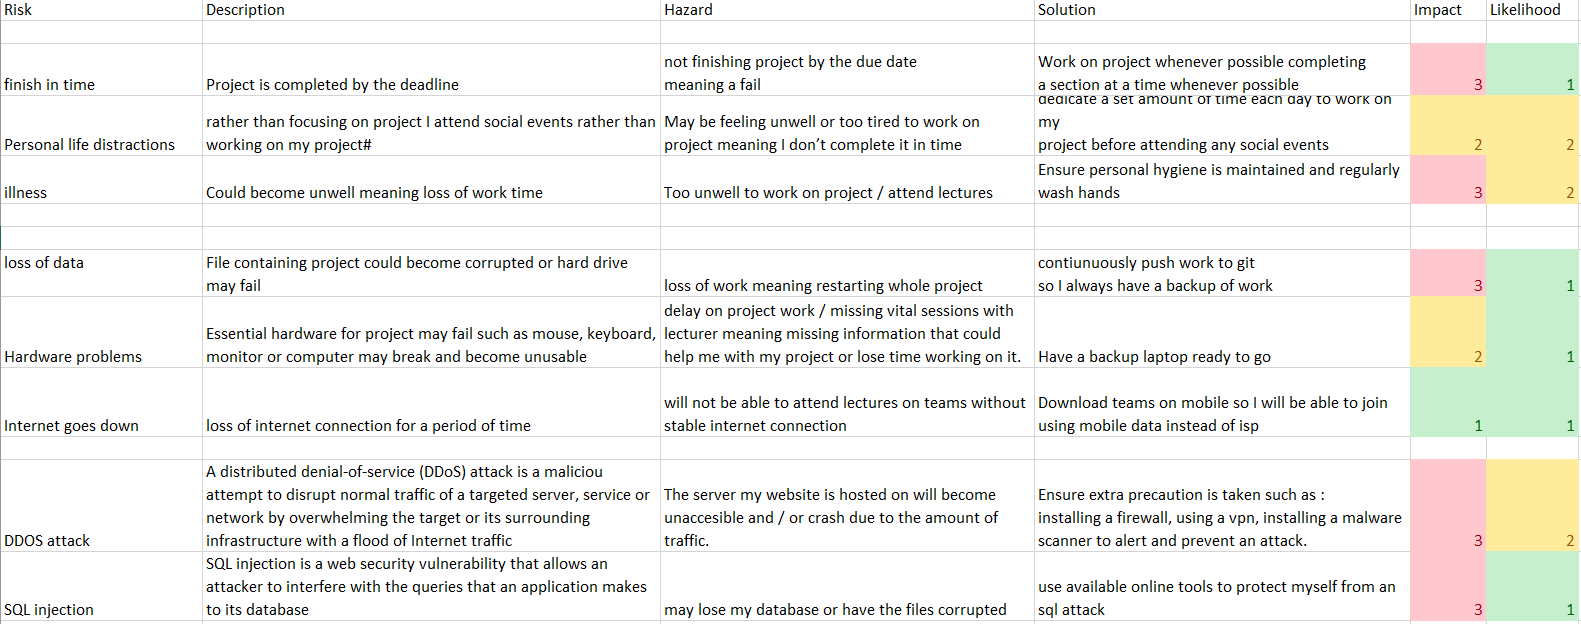 Risk Description Hazard Solution Impact Likelihood
finish in time
Project is completed by the deadline
not finishing project by the due date
meaning a fail
Work on project whenever possible completing
a section at a time whenever possible
3
1
Personal life distractions
rather than focusing on project I attend social events rather than
working on my project#
May be feeling unwell or too tired to work on
project meaning I don’t complete it in time
dedicate a set amount of time each day to work on
my
project before attending any social events
2
2
illness
Could become unwell meaning loss of work time
Too unwell to work on project / attend lectures
Ensure personal hygiene is maintained and regularly
wash hands
3
2
loss of data
File containing project could become corrupted or hard drive
may fail
loss of work meaning restarting whole project
contiunuously push work to git
so I always have a backup of work
3
1
Hardware problems
Essential hardware for project may fail such as mouse, keyboard,
monitor or computer may break and become unusable
delay on project work / missing vital sessions with
lecturer meaning missing information that could
help me with my project or lose time working on it.
Have a backup laptop ready to go
2
1
Internet goes down
loss of internet connection for a period of time
will not be able to attend lectures on teams without
stable internet connection
Download teams on mobile so I will be able to join
using mobile data instead of isp
1
1
DDOS attack
A distributed denial-of-service (DDoS) attack is a maliciou
attempt to disrupt normal traffic of a targeted server, service or
network by overwhelming the target or its surrounding
infrastructure with a flood of Internet traffic
The server my website is hosted on will become
unaccesible and / or crash due to the amount of
traffic.
Ensure extra precaution is taken such as :
installing a firewall, using a vpn, installing a malware
scanner to alert and prevent an attack.
3
2
SQL injection
SQL injection is a web security vulnerability that allows an
attacker to interfere with the queries that an application makes
to its database
may lose my database or have the files corrupted
use available online tools to protect myself from an
sql attack
3
1